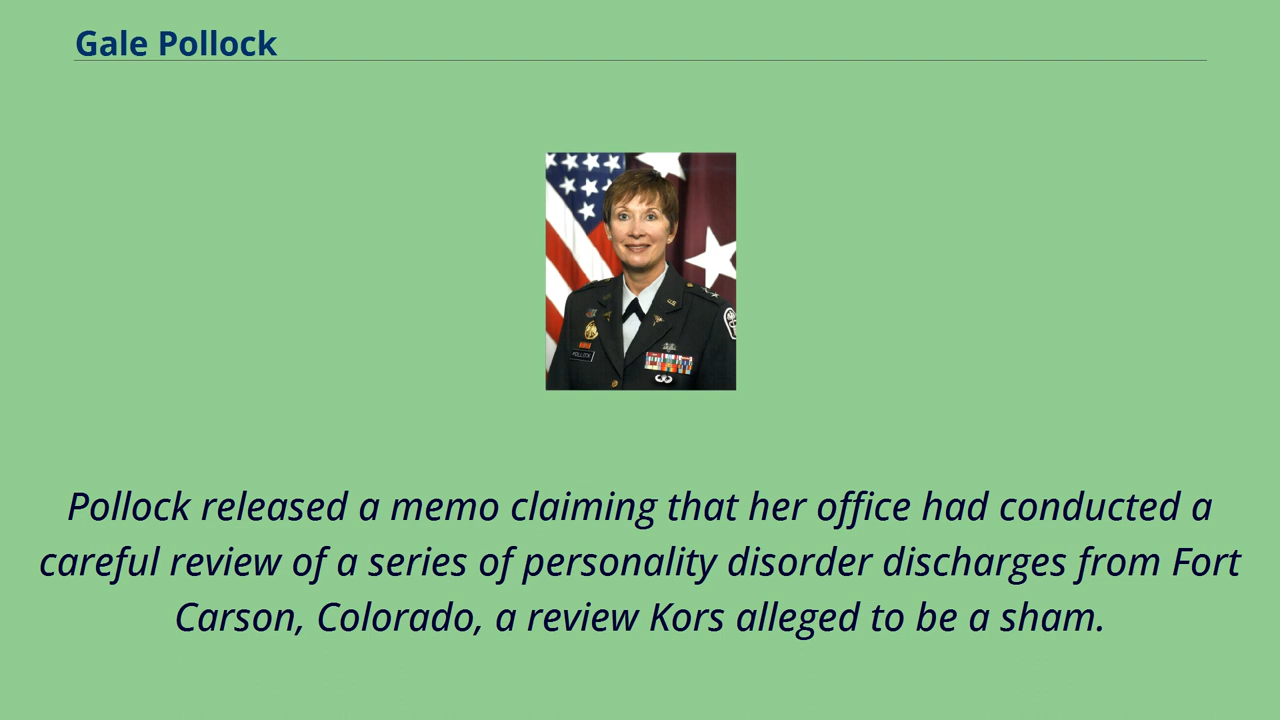 Gale Pollock
POLLOCK
Pollock released a memo claiming that her office had conducted a
careful review of a series of personality disorder discharges from Fort
Carson, Colorado, a review Kors alleged to be a sham.